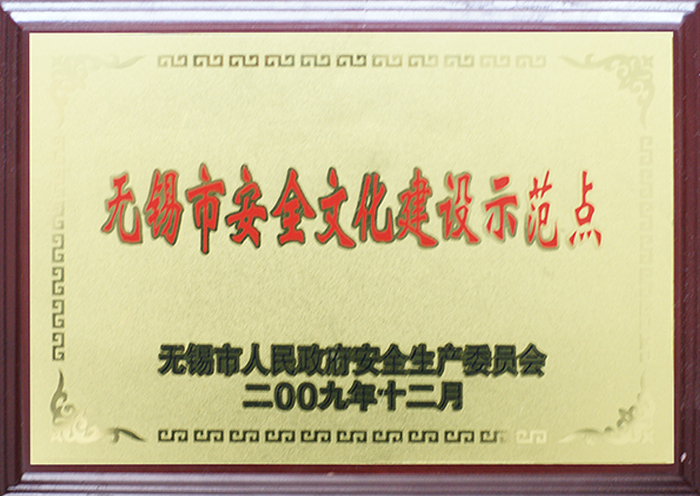 无锡市安全文化建设示范点
无锡市人民政府安全生产委员会
二00九年十二月